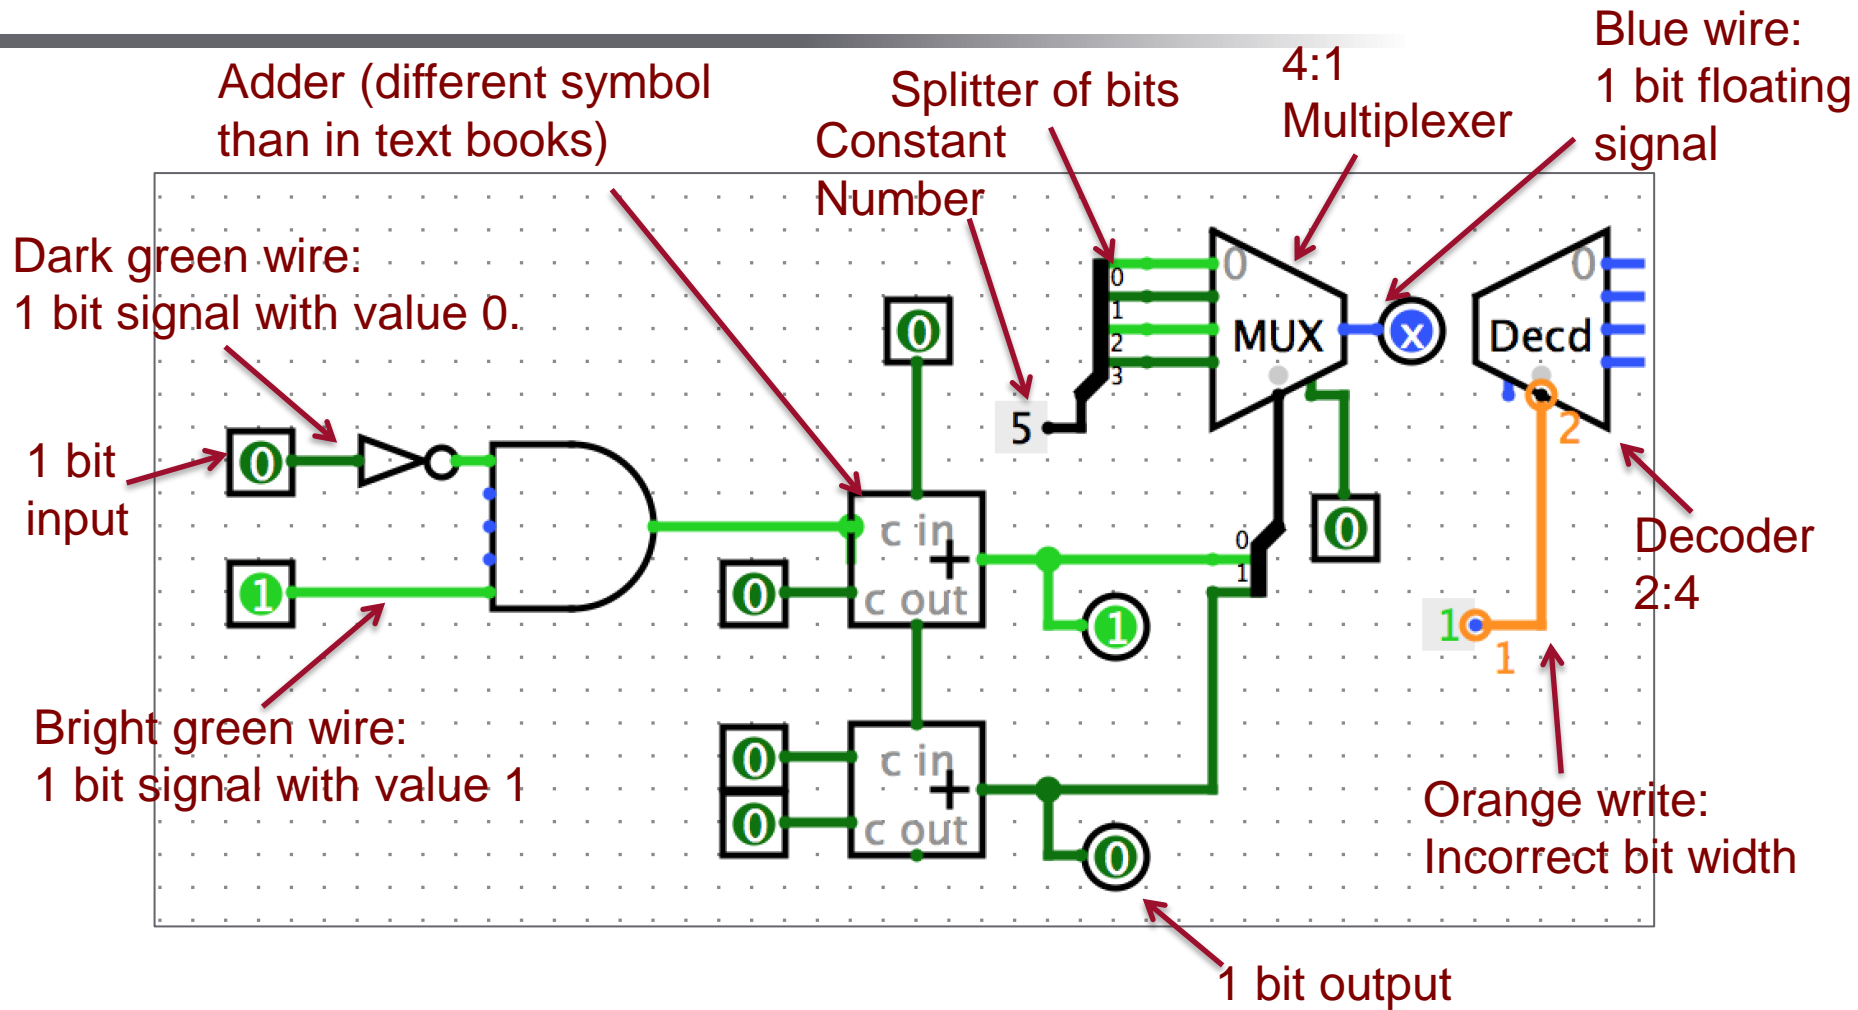 Adder (different symbol
than in text books)
Splitter of bits
Constant
Number
4:1
Multiplexer
Blue wire:
1 bit floating
signal
Dark green wire:
1 bit signal with value 0.
1 bit
input
Bright green wire:
1 bit signal with value 1
0
1
0
0
c in
+
c out
1
0
0
c in
+
c out
0
5
0
1
2
3
0
MUX
x
0
1
0
0
Decd
2
1
1
Decoder
2:4
Orange write:
Incorrect bit width
1 bit output